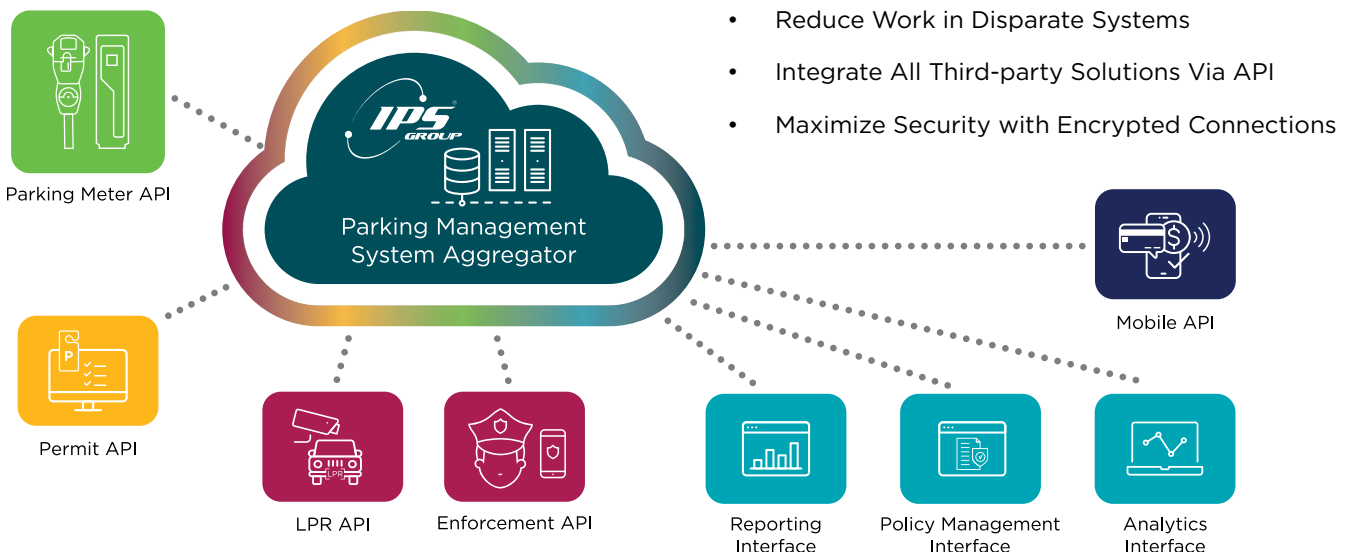 • Reduce Work in Disparate Systems
• Integrate All Third-party Solutions Via API
• Maximize Security with Encrypted Connections
IPS
GROUP
®
Parking Management
System Aggregator
Parking Meter API
P
Permit API
LPR
LPR API
Enforcement API
Reporting
Interface
Policy Management
Interface
Analytics
Interface
$
Mobile API